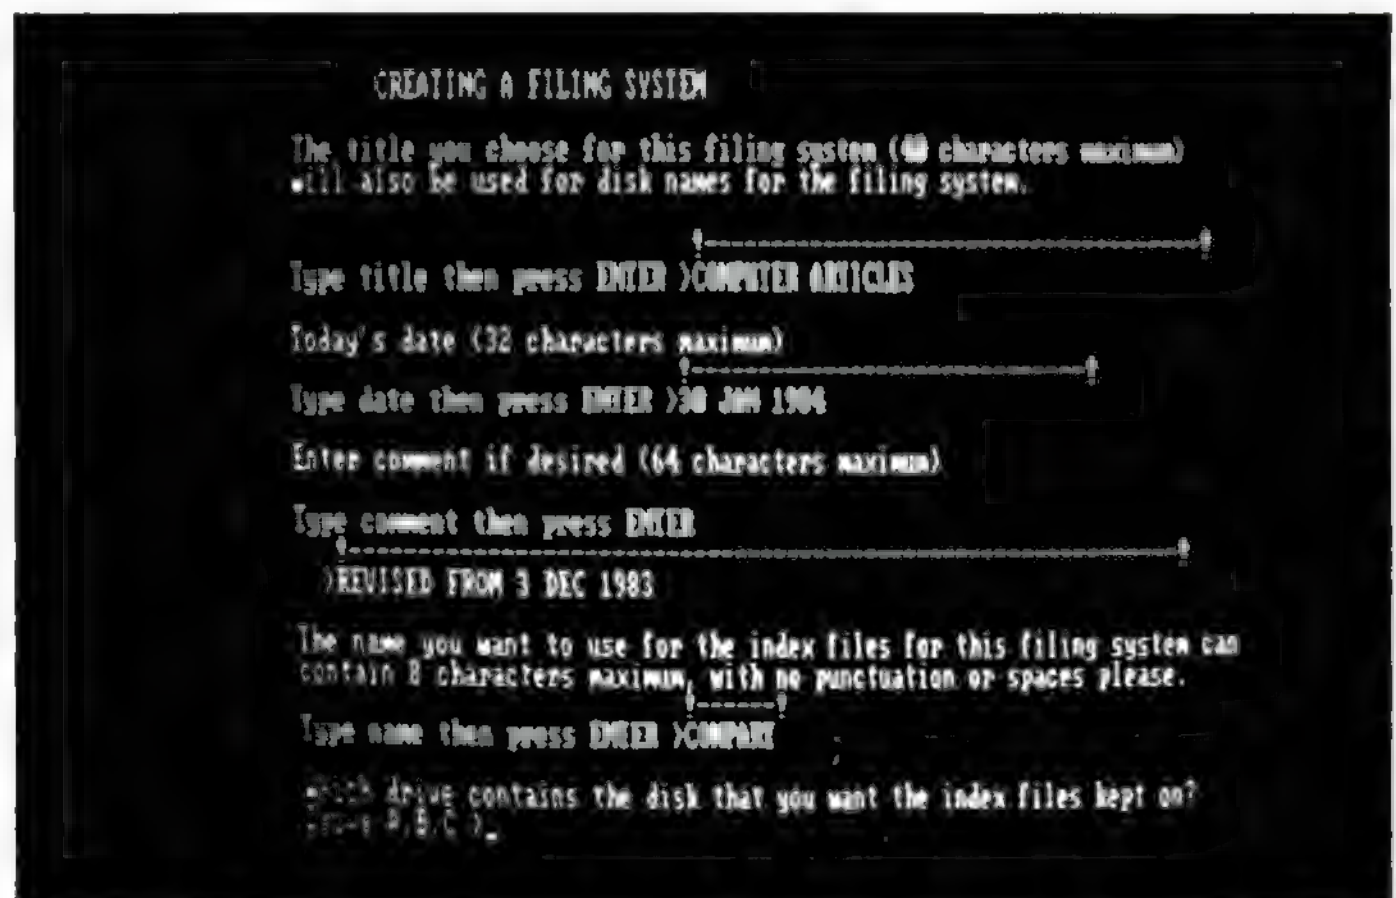 CREATING A FILING SYSTEM
The title you choose for this filing system (40 characters maximum)
will also be used for disk names for the filing system.
Type title then press ENTER >COMPUTER ARTICLES
Today's date (32 characters maximum)
Type date then press ENTER >30 JAN 1984
Enter comment if desired (64 characters maximum)
Type comment then press ENTER
>REVISED FROM 3 DEC 1983
The name you want to use for the index files for this filing system can
contain 8 characters maximum, with no punctuation or spaces please.
Type name then press ENTER >COMPART
Which drive contains the disk that you want the index files kept on?
A,B,C >_